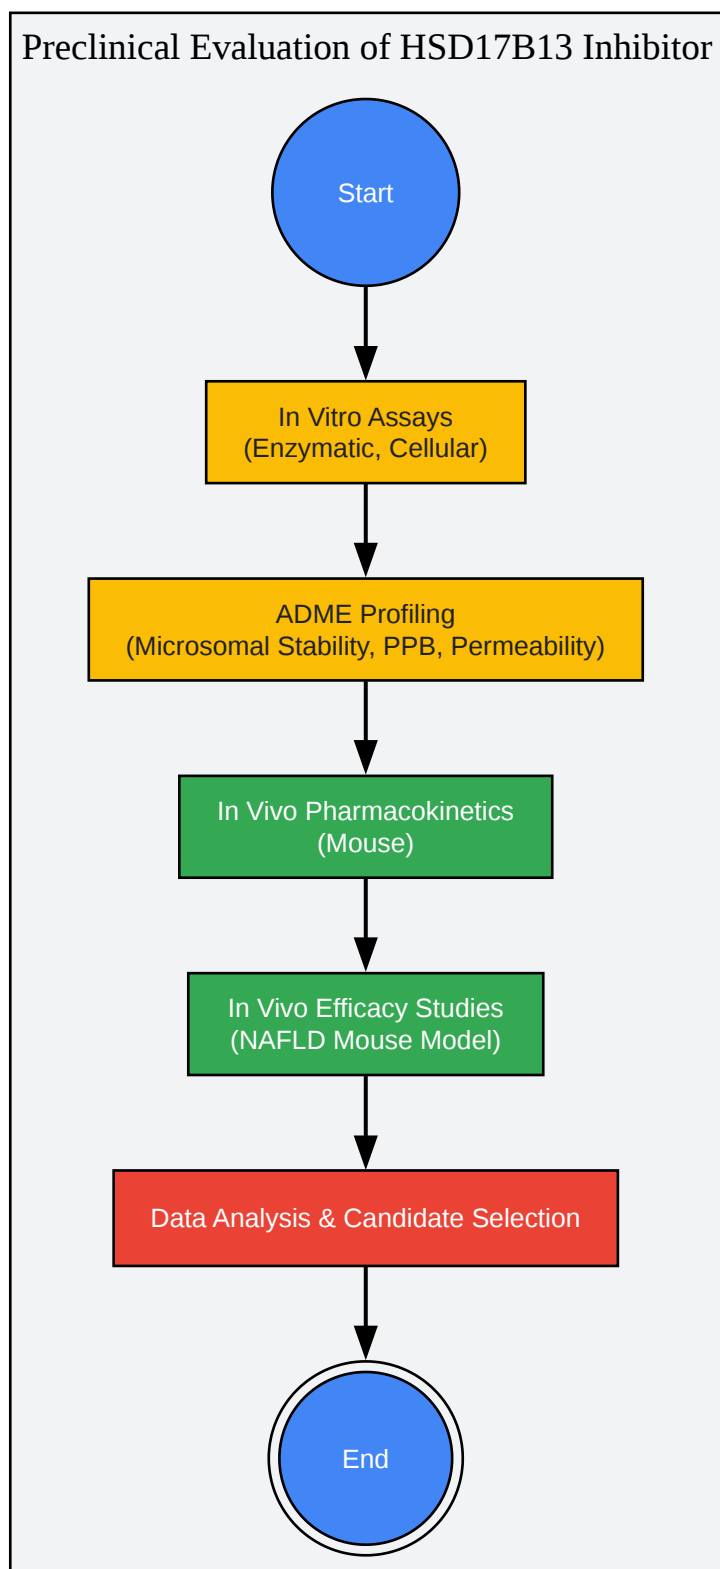 Preclinical Evaluation of HSD17B13 Inhibitor
Start
In Vitro Assays
(Enzymatic, Cellular)
ADME Profiling
(Microsomal Stability, PPB, Permeability)
In Vivo Pharmacokinetics
(Mouse)
In Vivo Efficacy Studies
(NAFLD Mouse Model)
Data Analysis & Candidate Selection
End